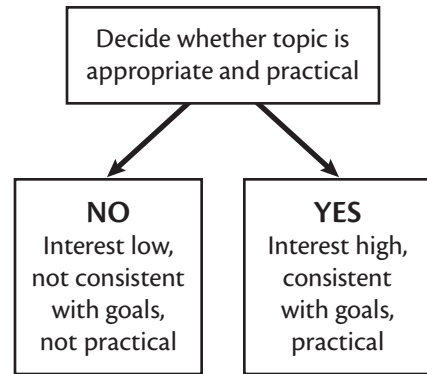 Decide whether topic is
appropriate and practical
NO
Interest low,
not consistent
with goals,
not practical
YES
Interest high,
consistent
with goals,
practical